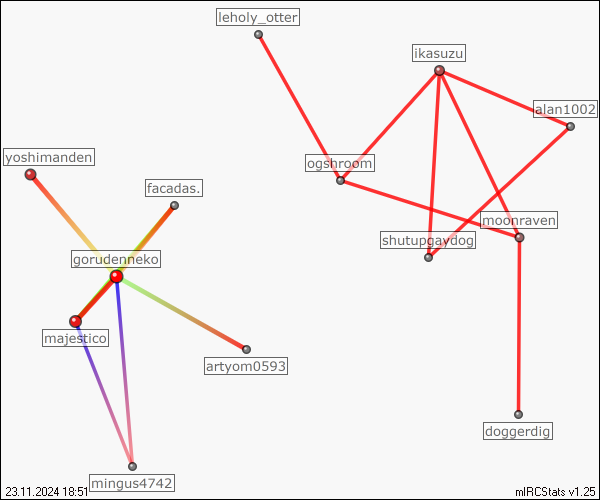 leholy_otter
ikasuzu
alan1002
yoshimanden
ogshroom
facadas.
moonraven
shutupgaydog
gorudenneko
majestico
artyom0593
doggerdig
mingus4742
23.11.2024 18:51
mIRCStats v1.25